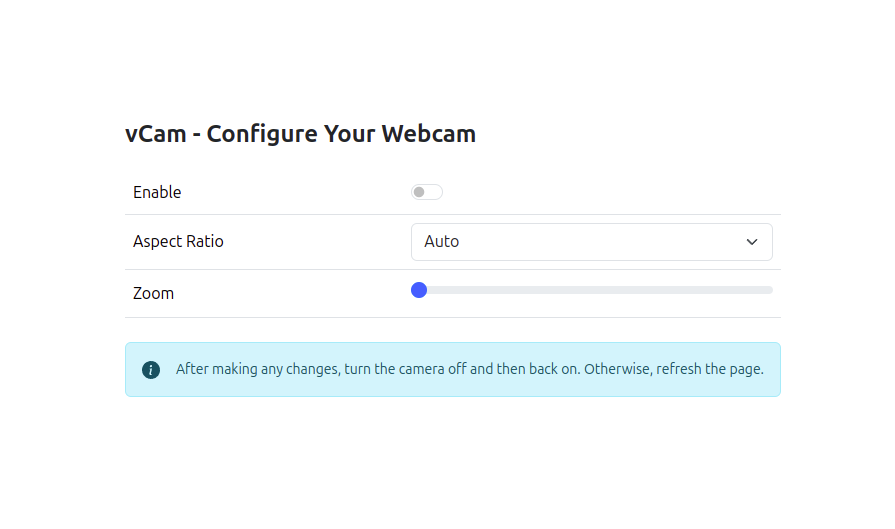 vCam - Configure Your Webcam
Enable
Aspect Ratio
Auto
Zoom
After making any changes, turn the camera off and then back on. Otherwise, refresh the page.